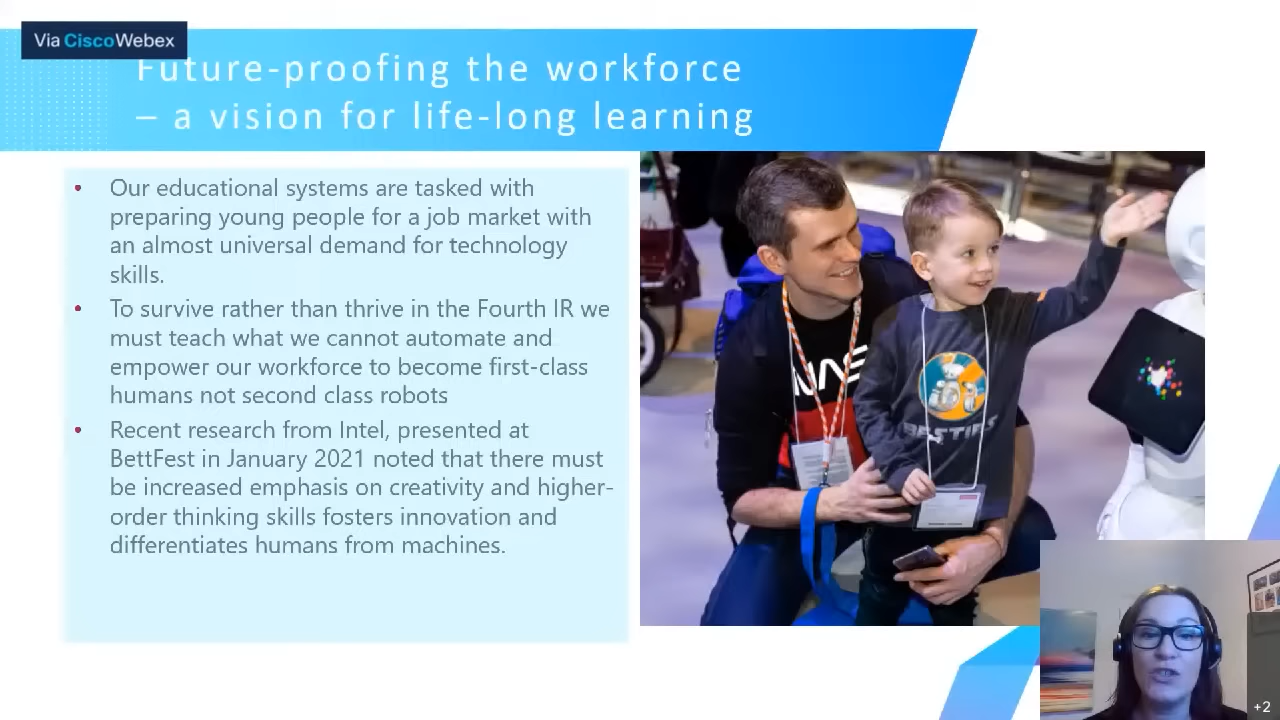 Via CiscoWebex
Future-proofing the workforce
– a vision for life-long learning
• Our educational systems are tasked with
preparing young people for a job market with
an almost universal demand for technology
skills.
• To survive rather than thrive in the Fourth IR we
must teach what we cannot automate and
empower our workforce to become first-class
humans not second class robots
• Recent research from Intel, presented at
BettFest in January 2021 noted that there must
be increased emphasis on creativity and higher-
order thinking skills fosters innovation and
differentiates humans from machines.
BESTIES
+2